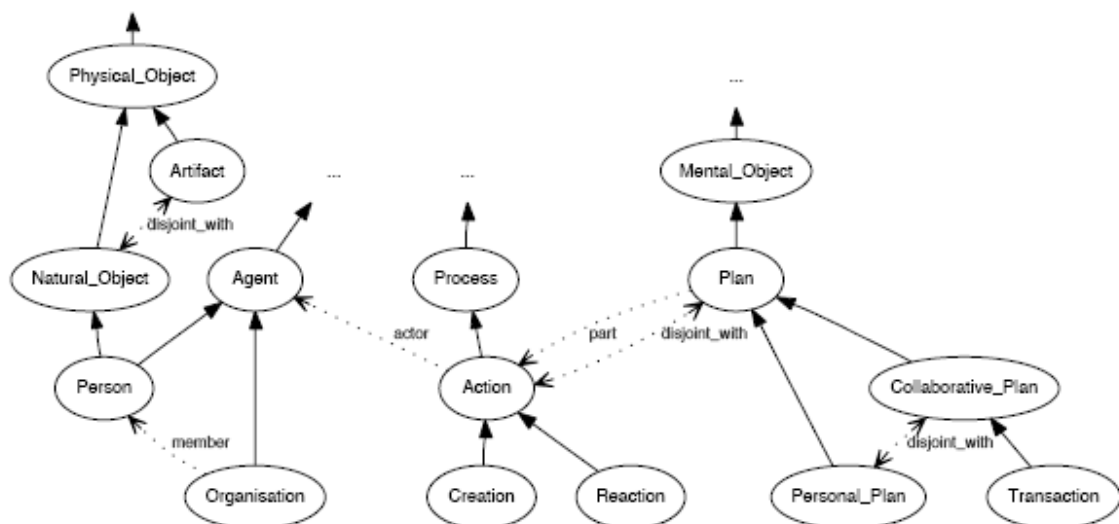 Physical_Object
...
Artifact
Mental_Object
...
...
disjoint_with
Natural_Object
Agent
Process
Plan
actor
part
disjoint_with
Person
Action
Collaborative_Plan
member
disjoint_with
Organisation
Creation
Reaction
Personal_Plan
Transaction